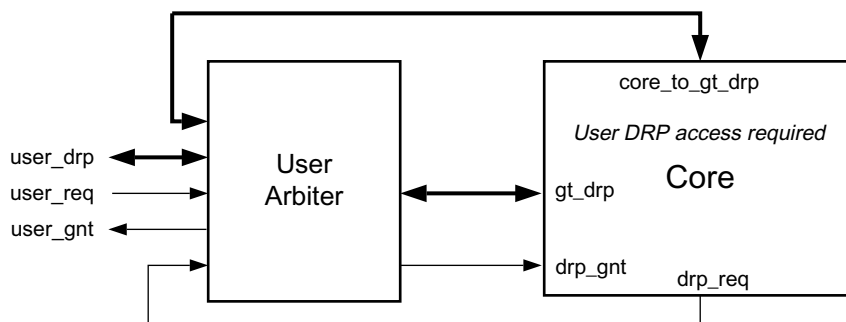 core_to_gt_drp
User DRP access required
Core
user_drp
user_req
user_gnt
User
Arbiter
gt_drp
drp_gnt
drp_req